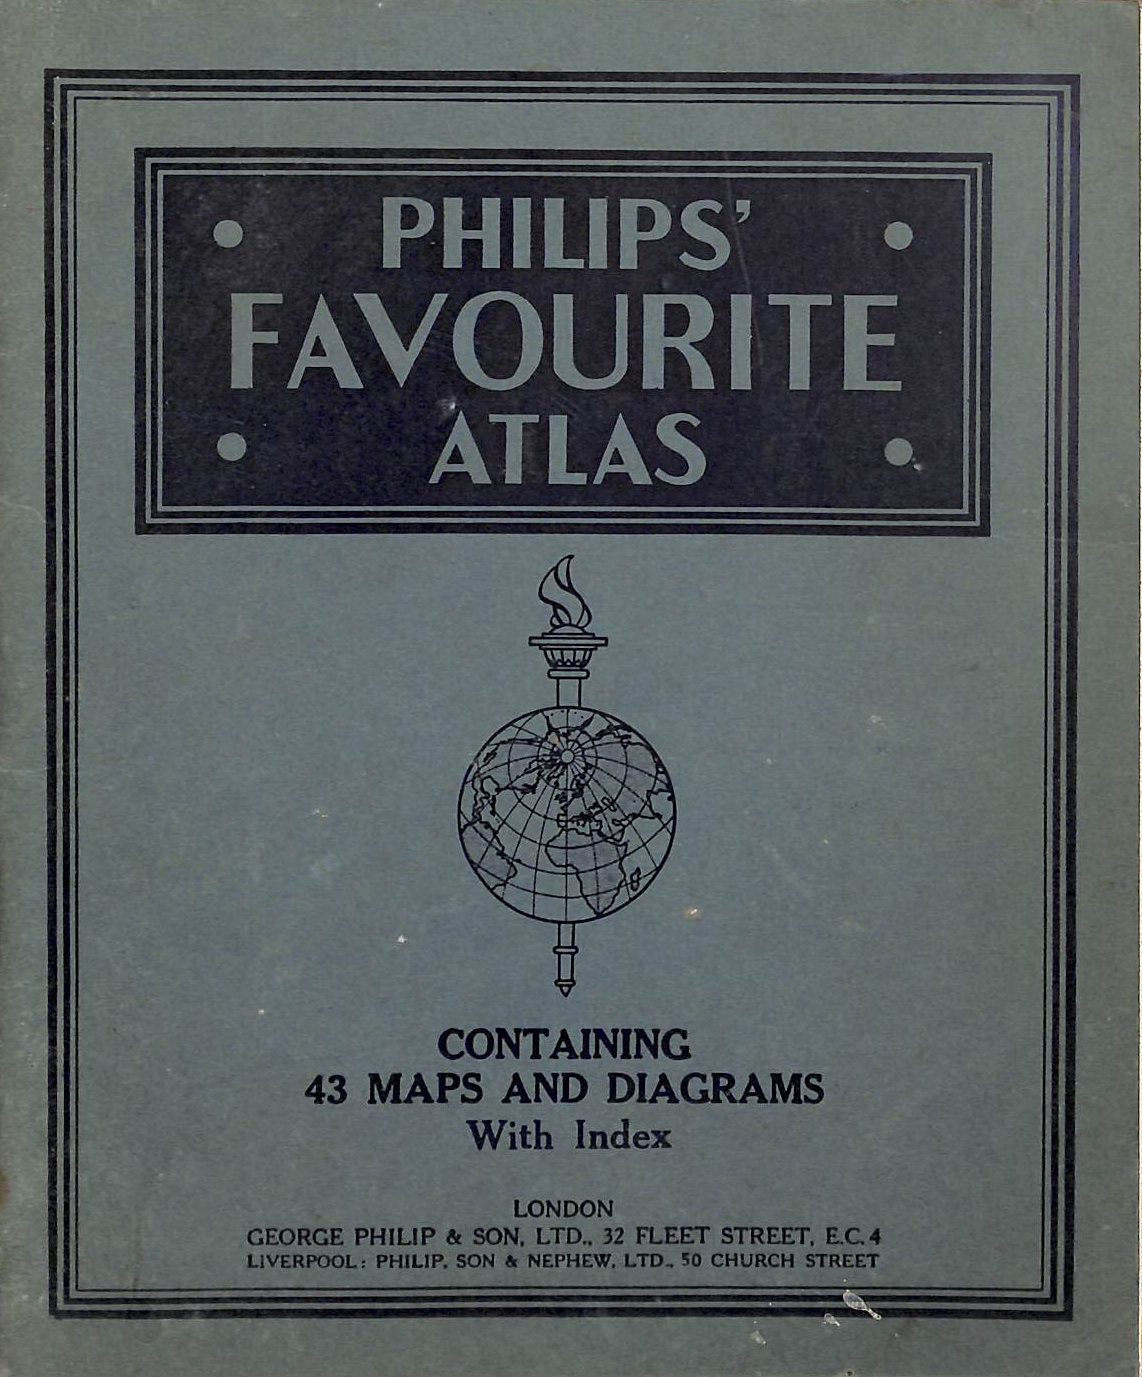 PHILIPS'
FAVOURITE
ATLAS
CONTAINING
43 MAPS AND DIAGRAMS
With Index
LONDON
GEORGE PHILIP & SON, LTD., 32 FLEET STREET, E.C.4
LIVERPOOL: PHILIP, SON & NEPHEW, LTD., 50 CHURCH STREET